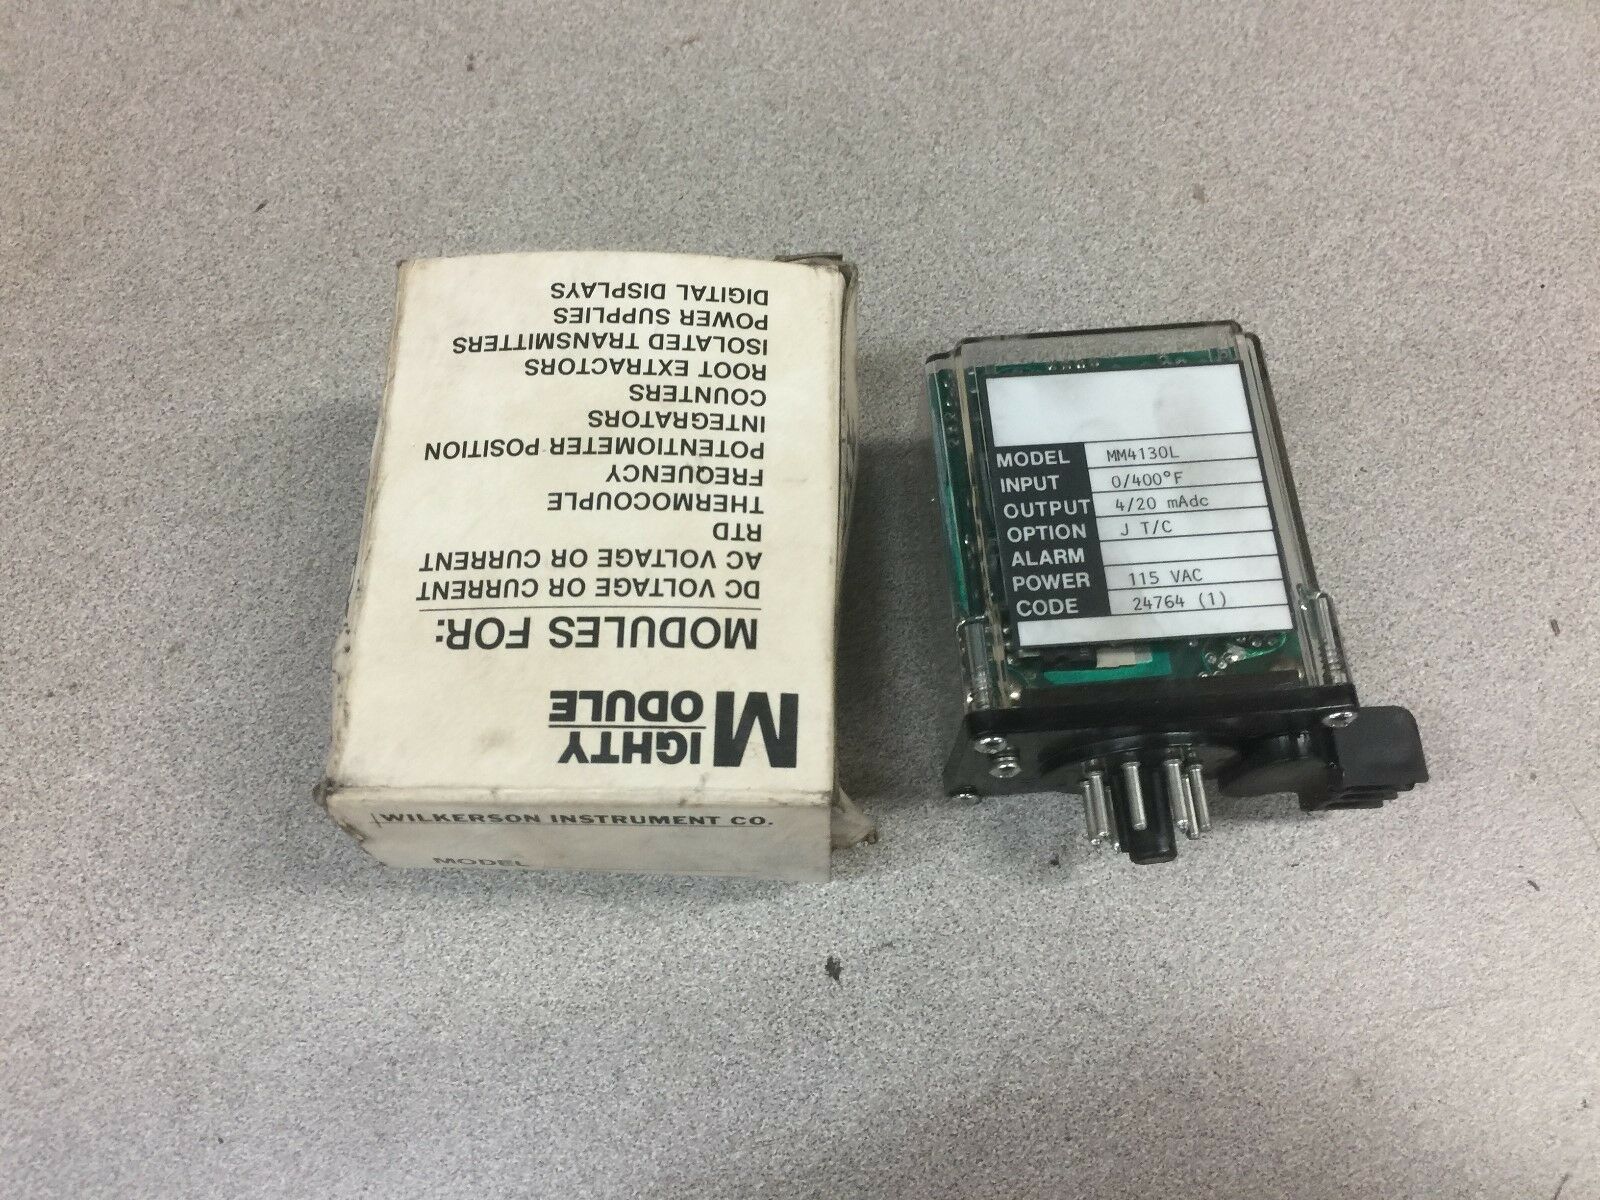 WILKERSON INSTRUMENT CO.
MODEL
MIGHTY
MODULE
MODULES FOR:
DC VOLTAGE OR CURRENT
AC VOLTAGE OR CURRENT
RTD
THERMOCOUPLE
FREQUENCY
POTENTIOMETER POSITION
INTEGRATORS
COUNTERS
ROOT EXTRACTORS
ISOLATED TRANSMITTERS
POWER SUPPLIES
DIGITAL DISPLAYS
MODEL MM4130L
INPUT 0/400°F
OUTPUT 4/20 mAdc
OPTION J T/C
ALARM
POWER 115 VAC
CODE 24764 (1)